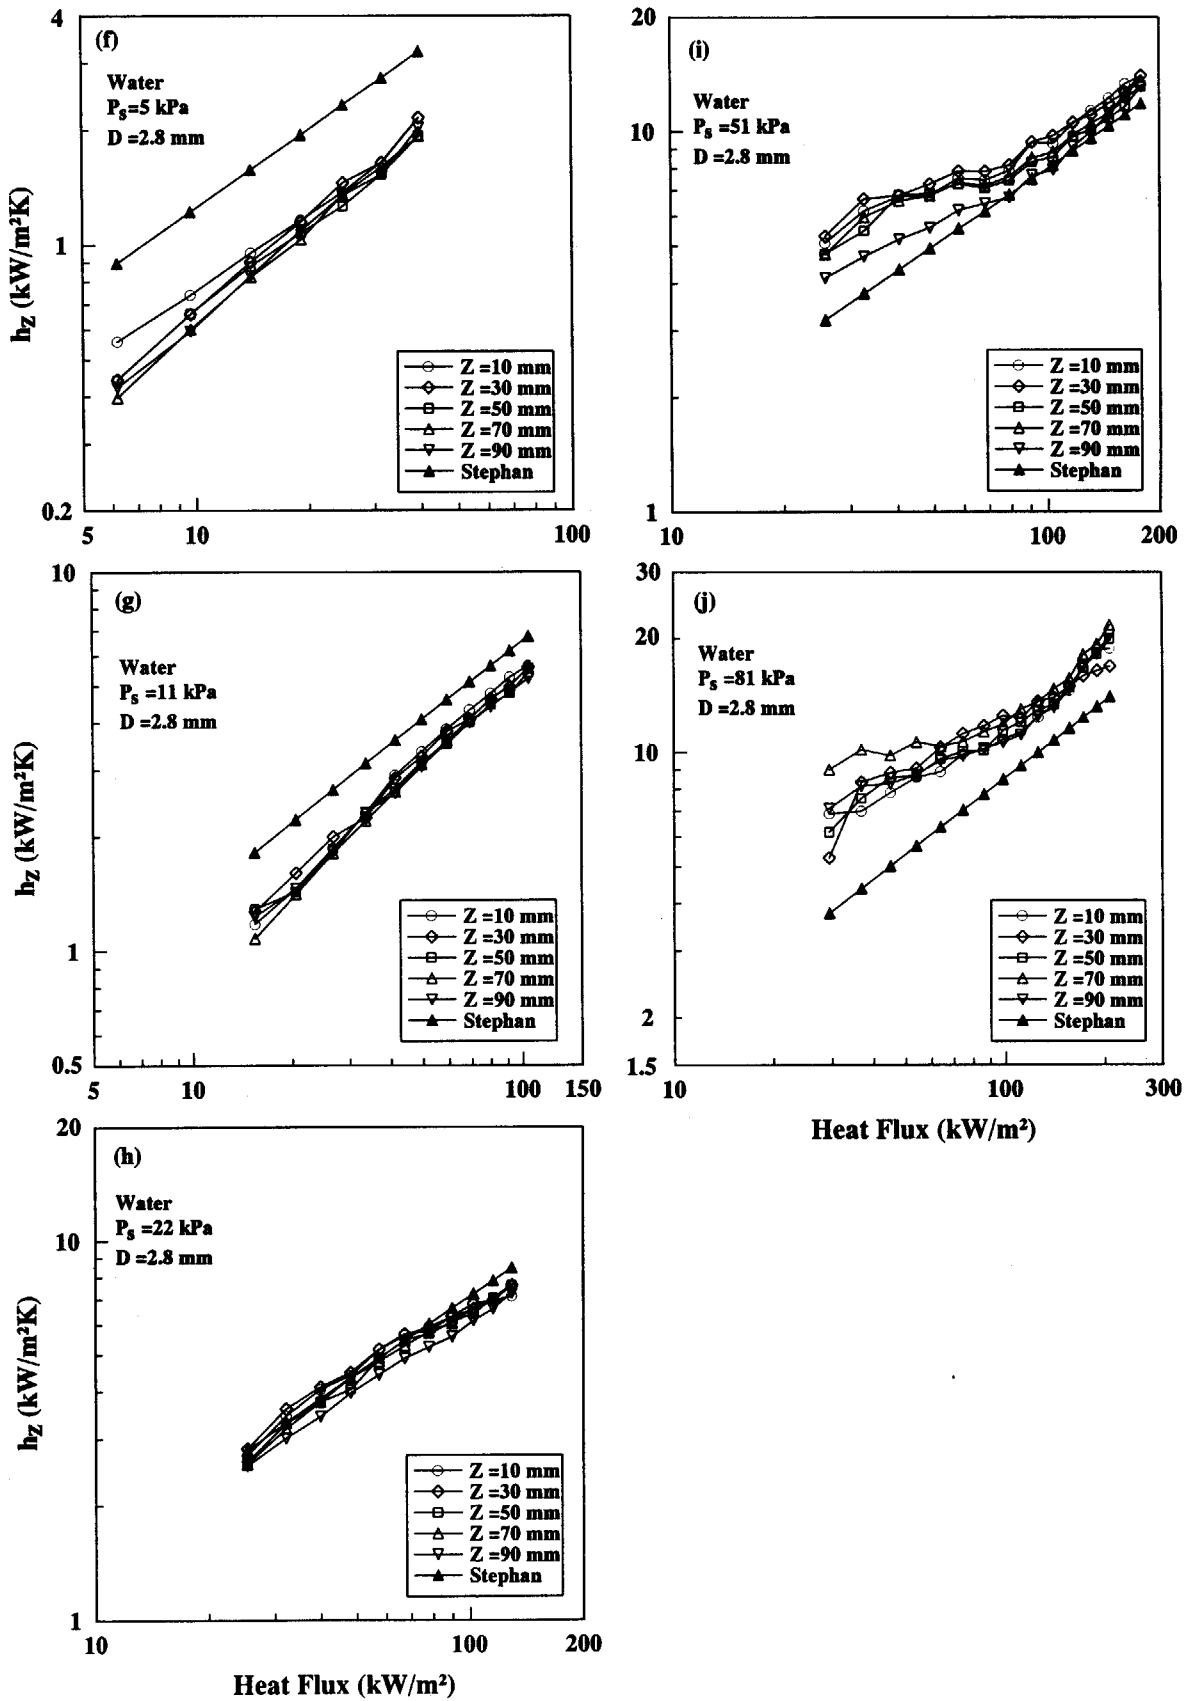 (f)
Water
Pₛ=5 kPa
D =2.8 mm
4
2
1
0.2
5
10
100
h_Z (kW/m²K)
Z =10 mm
Z =30 mm
Z =50 mm
Z =70 mm
Z =90 mm
Stephan
(i)
Water
Pₛ =51 kPa
D =2.8 mm
20
10
1
10
100
200
Z =10 mm
Z =30 mm
Z =50 mm
Z =70 mm
Z =90 mm
Stephan
(g)
Water
Pₛ =11 kPa
D =2.8 mm
10
1
0.5
5
10
100
150
h_Z (kW/m²K)
Z =10 mm
Z =30 mm
Z =50 mm
Z =70 mm
Z =90 mm
Stephan
(j)
Water
Pₛ =81 kPa
D =2.8 mm
30
20
10
2
1.5
10
100
300
Z =10 mm
Z =30 mm
Z =50 mm
Z =70 mm
Z =90 mm
Stephan
Heat Flux (kW/m²)
(h)
Water
Pₛ =22 kPa
D =2.8 mm
20
10
1
10
100
200
h_Z (kW/m²K)
Z =10 mm
Z =30 mm
Z =50 mm
Z =70 mm
Z =90 mm
Stephan
Heat Flux (kW/m²)